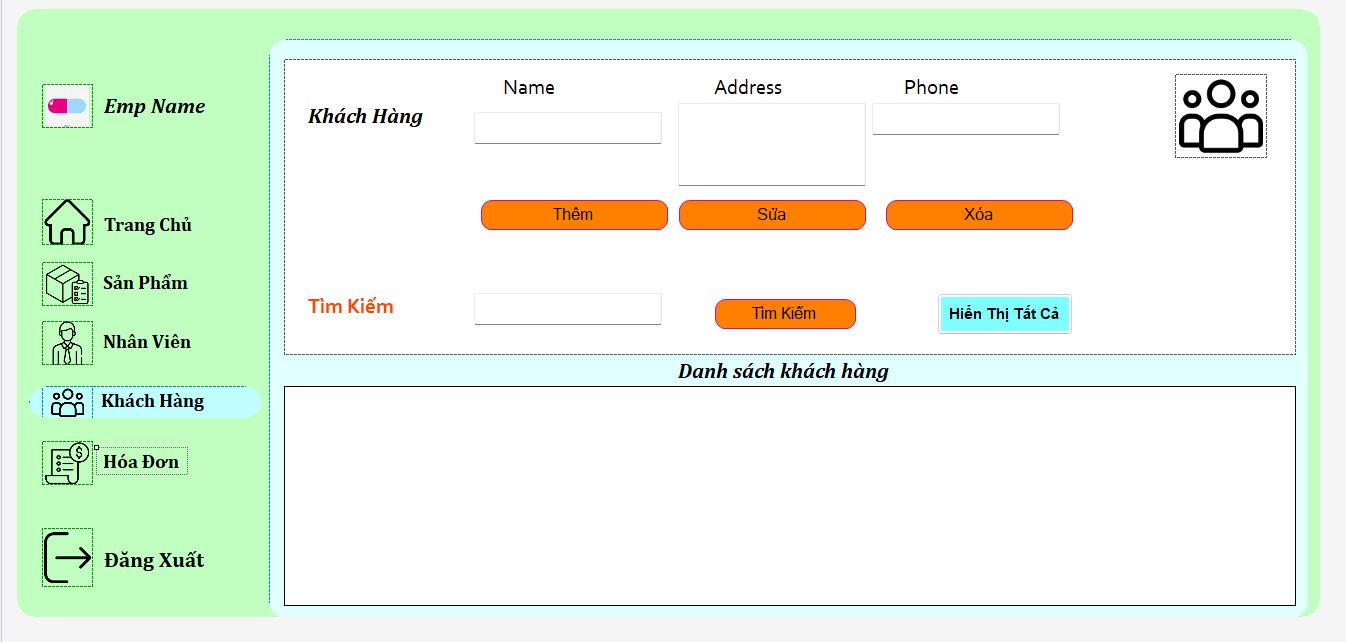 Emp Name
Trang Chủ
Sản Phẩm
Nhân Viên
Khách Hàng
Hóa Đơn
Đăng Xuất
Khách Hàng
Name Address Phone
Thêm Sửa Xóa
Tìm Kiếm Tìm Kiếm Hiển Thị Tất Cả
Danh sách khách hàng